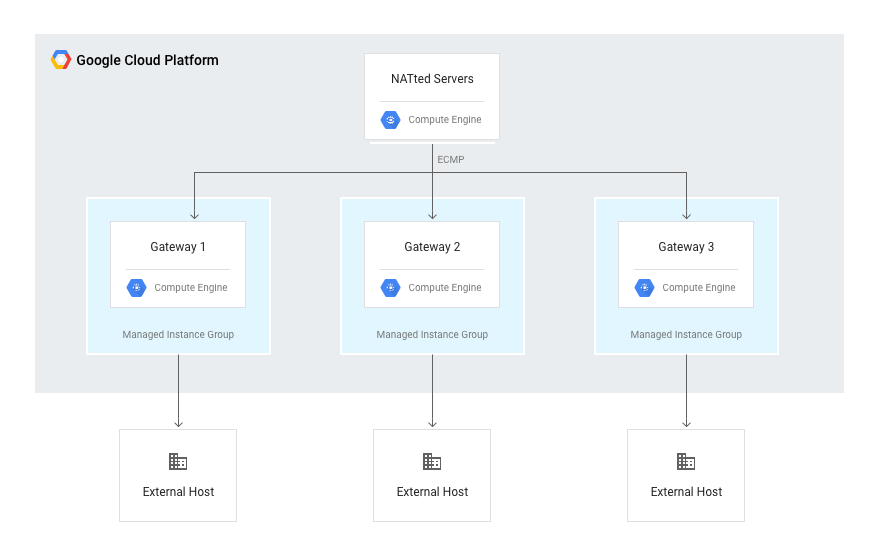 Google Cloud Platform
NATted Servers
Compute Engine
ECMP
Gateway 1
Compute Engine
Managed Instance Group
Gateway 2
Compute Engine
Managed Instance Group
Gateway 3
Compute Engine
Managed Instance Group
External Host
External Host
External Host